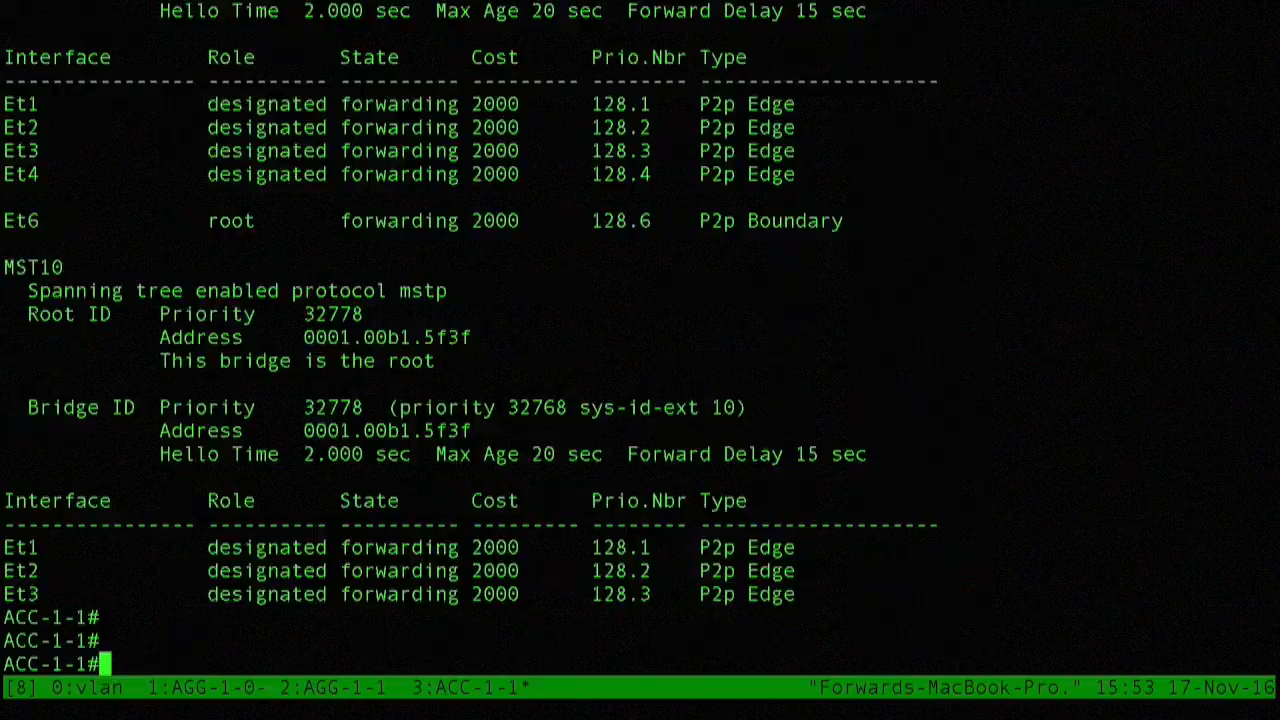 Hello Time  2.000 sec  Max Age 20 sec  Forward Delay 15 sec
Interface        Role       State      Cost      Prio.Nbr Type
---------------- ---------- ---------- --------- -------- --------------------
Et1              designated forwarding 2000      128.1    P2p Edge
Et2              designated forwarding 2000      128.2    P2p Edge
Et3              designated forwarding 2000      128.3    P2p Edge
Et4              designated forwarding 2000      128.4    P2p Edge
Et6              root       forwarding 2000      128.6    P2p Boundary
MST10
  Spanning tree enabled protocol mstp
  Root ID    Priority    32778
             Address     0001.00b1.5f3f
             This bridge is the root
  Bridge ID  Priority    32778  (priority 32768 sys-id-ext 10)
             Address     0001.00b1.5f3f
             Hello Time  2.000 sec  Max Age 20 sec  Forward Delay 15 sec
Interface        Role       State      Cost      Prio.Nbr Type
---------------- ---------- ---------- --------- -------- --------------------
Et1              designated forwarding 2000      128.1    P2p Edge
Et2              designated forwarding 2000      128.2    P2p Edge
Et3              designated forwarding 2000      128.3    P2p Edge
ACC-1-1#
ACC-1-1#
ACC-1-1#
[8] 0:vlan  1:AGG-1-0- 2:AGG-1-1  3:ACC-1-1*  "Forwards-MacBook-Pro." 15:53 17-Nov-16